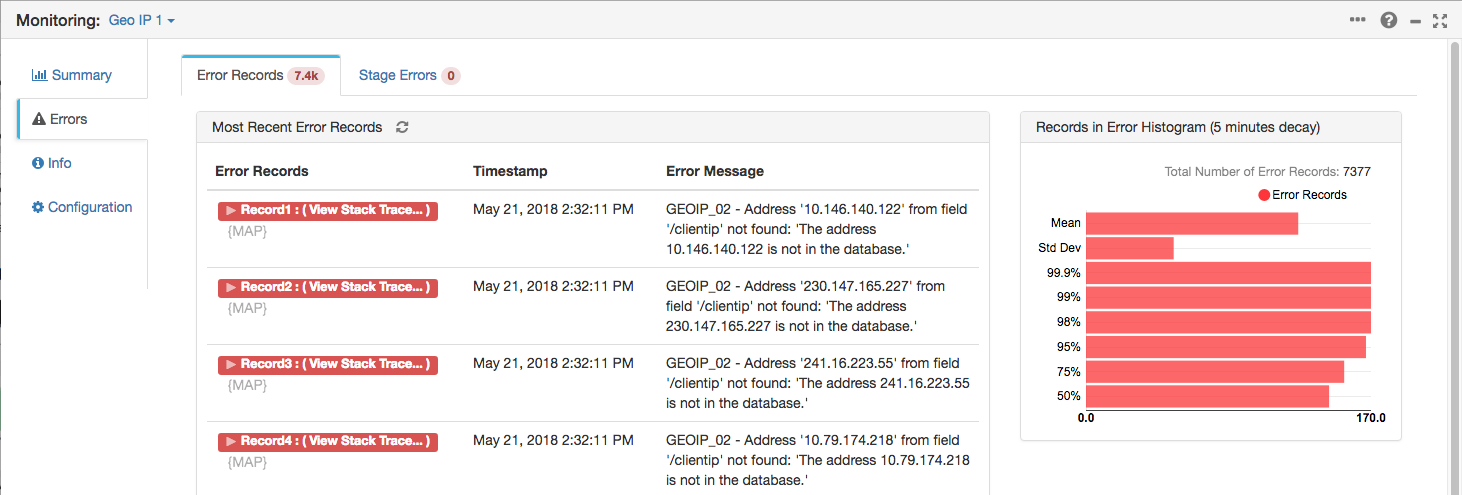 Monitoring: Geo IP 1
Summary
Errors
Info
Configuration
Error Records 7.4k
Stage Errors 0
Most Recent Error Records
Error Records Timestamp Error Message
Record1 : ( View Stack Trace... )
{MAP}
May 21, 2018 2:32:11 PM
GEOIP_02 - Address '10.146.140.122' from field
'/clientip' not found: 'The address
10.146.140.122 is not in the database.'
Record2 : ( View Stack Trace... )
{MAP}
May 21, 2018 2:32:11 PM
GEOIP_02 - Address '230.147.165.227' from
field '/clientip' not found: 'The address
230.147.165.227 is not in the database.'
Record3 : ( View Stack Trace... )
{MAP}
May 21, 2018 2:32:11 PM
GEOIP_02 - Address '241.16.223.55' from field
'/clientip' not found: 'The address 241.16.223.55
is not in the database.'
Record4 : ( View Stack Trace... )
{MAP}
May 21, 2018 2:32:11 PM
GEOIP_02 - Address '10.79.174.218' from field
'/clientip' not found: 'The address 10.79.174.218
is not in the database.'
Records in Error Histogram (5 minutes decay)
Total Number of Error Records: 7377
Error Records
Mean
Std Dev
99.9%
99%
98%
95%
75%
50%
0.0 170.0